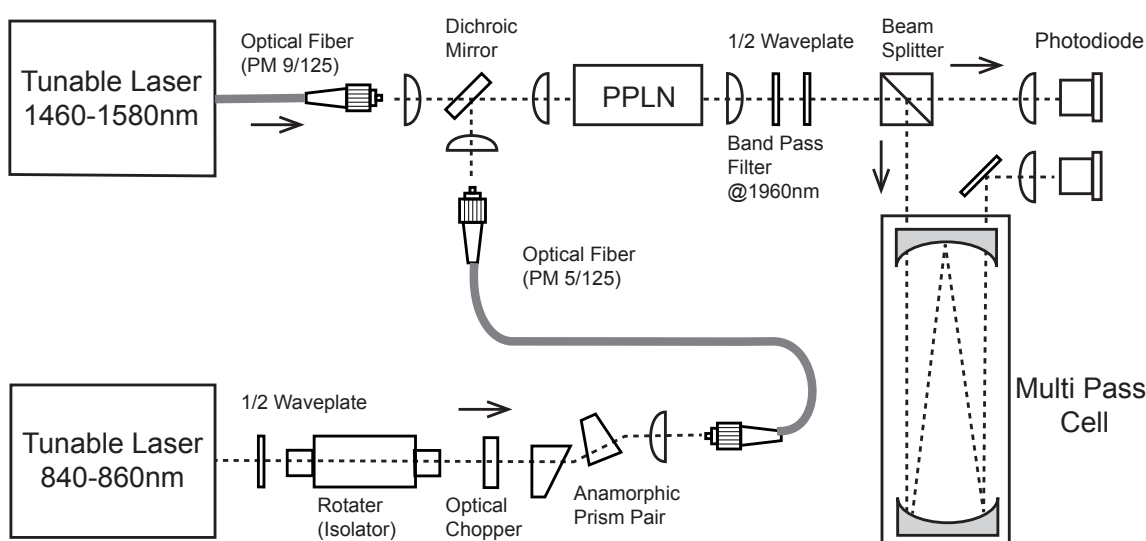 Tunable Laser
1460-1580nm
Optical Fiber
(PM 9/125)
Dichroic
Mirror
PPLN
1/2 Waveplate
Band Pass
Filter
@1960nm
Beam
Splitter
Photodiode
Optical Fiber
(PM 5/125)
Multi Pass
Cell
Tunable Laser
840-860nm
1/2 Waveplate
Rotater
(Isolator)
Optical
Chopper
Anamorphic
Prism Pair